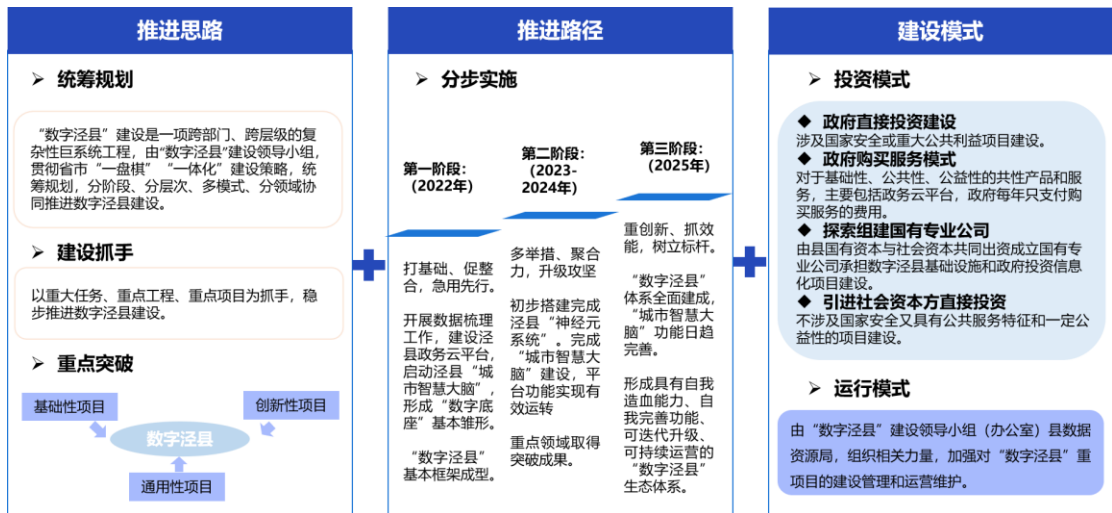 推进思路
➢ 统筹规划
“数字泾县”建设是一项跨部门、跨层级的复
杂性巨系统工程，由“数字泾县”建设领导小组，
贯彻省市“一盘棋”“一体化”建设策略，统
筹规划，分阶段、分层次、多模式、分领域协
同推进数字泾县建设。
➢ 建设抓手
以重大任务、重点工程、重点项目为抓手，稳
步推进数字泾县建设。
➢ 重点突破
基础性项目
创新性项目
数字泾县
通用性项目
推进路径
➢ 分步实施
第一阶段：
（2022年）
打基础、促整
合，急用先行。
开展数据梳理
工作，建设泾
县政务云平台，
启动泾县“城
市智慧大脑”，
形成“数字底
座”基本雏形。
“数字泾县”
基本框架成型。
第二阶段：
（2023-
2024年）
多举措、聚合
力，升级攻坚
初步搭建完成
泾县“神经元
系统”。完成
“城市智慧大
脑”建设，平
台功能实现有
效运转
重点领域取得
突破成果。
第三阶段：
（2025年）
重创新、抓效
能，树立标杆。
“数字泾县”
体系全面建成，
“城市智慧大
脑”功能日趋
完善。
形成具有自我
造血能力、自
我完善功能、
可迭代升级、
可持续运营的
“数字泾县”
生态体系。
建设模式
➢ 投资模式
◆ 政府直接投资建设
涉及国家安全或重大公共利益项目建设。
◆ 政府购买服务模式
对于基础性、公共性、公益性的共性产品和服
务，主要包括政务云平台，政府每年只支付购
买服务的费用。
◆ 探索组建国有专业公司
由县国有资本与社会资本共同出资成立国有专
业公司承担数字泾县基础设施和政府投资信息
化项目建设。
◆ 引进社会资本方直接投资
不涉及国家安全又具有公共服务特征和一定公
益性的项目建设。
➢ 运行模式
由“数字泾县”建设领导小组（办公室）县数据
资源局，组织相关力量，加强对“数字泾县”重
项目的建设管理和运营维护。